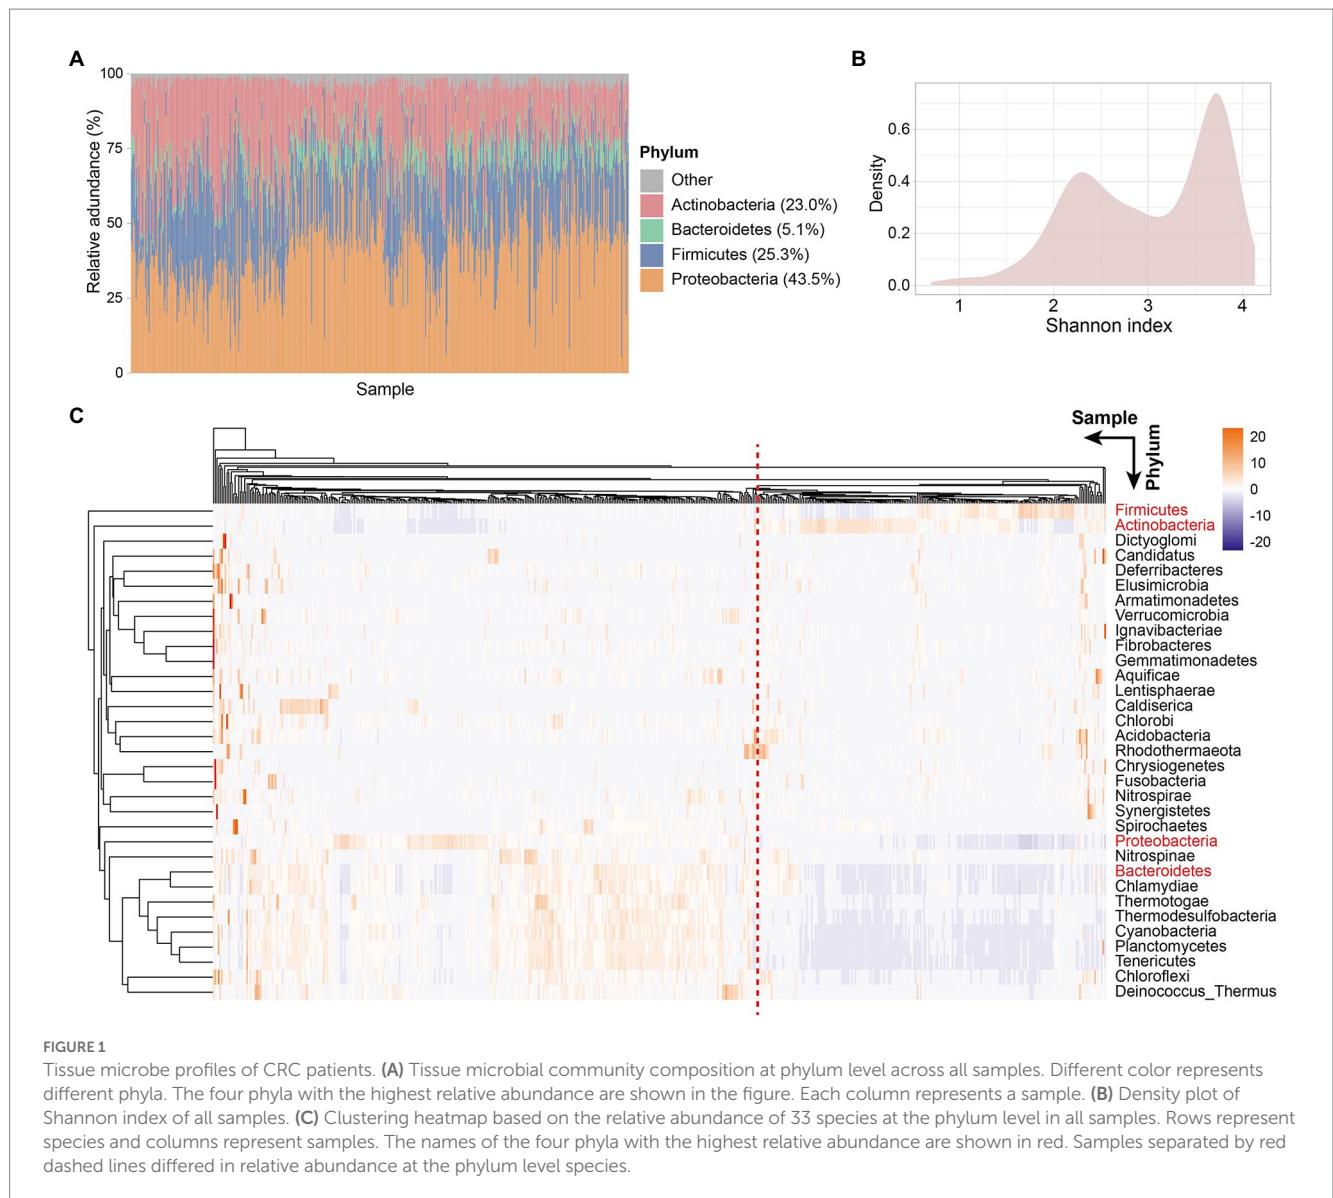 A
100
75
50
25
0
Relative adundance (%)
Sample
Phylum
Other
Actinobacteria (23.0%)
Bacteroidetes (5.1%)
Firmicutes (25.3%)
Proteobacteria (43.5%)
B
0.6
0.4
0.2
0.0
Density
1 2 3 4
Shannon index
C
Sample
Phylum
20
10
0
-10
-20
Firmicutes
Actinobacteria
Dictyoglomi
Candidatus
Deferribacteres
Elusimicrobia
Armatimonadetes
Verrucomicrobia
Ignavibacteriae
Fibrobacteres
Gemmatimonadetes
Aquificae
Lentisphaerae
Caldiserica
Chlorobi
Acidobacteria
Rhodothermaeota
Chrysiogenetes
Fusobacteria
Nitrospirae
Synergistetes
Spirochaetes
Proteobacteria
Nitrospinae
Bacteroidetes
Chlamydiae
Thermotogae
Thermodesulfobacteria
Cyanobacteria
Planctomycetes
Tenericutes
Chloroflexi
Deinococcus_Thermus
FIGURE 1
Tissue microbe profiles of CRC patients. (A) Tissue microbial community composition at phylum level across all samples. Different color represents
different phyla. The four phyla with the highest relative abundance are shown in the figure. Each column represents a sample. (B) Density plot of
Shannon index of all samples. (C) Clustering heatmap based on the relative abundance of 33 species at the phylum level in all samples. Rows represent
species and columns represent samples. The names of the four phyla with the highest relative abundance are shown in red. Samples separated by red
dashed lines differed in relative abundance at the phylum level species.